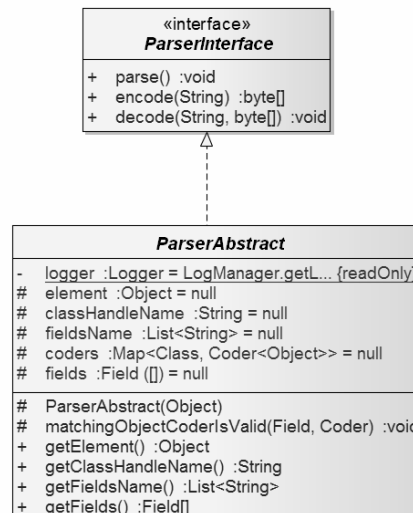 «interface»
ParserInterface
+ parse() :void
+ encode(String) :byte[]
+ decode(String, byte[]) :void
ParserAbstract
- logger :Logger = LogManager.getL... {readOnly}
# element :Object = null
# classHandleName :String = null
# fieldsName :List<String> = null
# coders :Map<Class, Coder<Object>> = null
# fields :Field ([]) = null
# ParserAbstract(Object)
# matchingObjectCoderIsValid(Field, Coder) :void
+ getElement() :Object
+ getClassHandleName() :String
+ getFieldsName() :List<String>
+ getFields() :Field[]